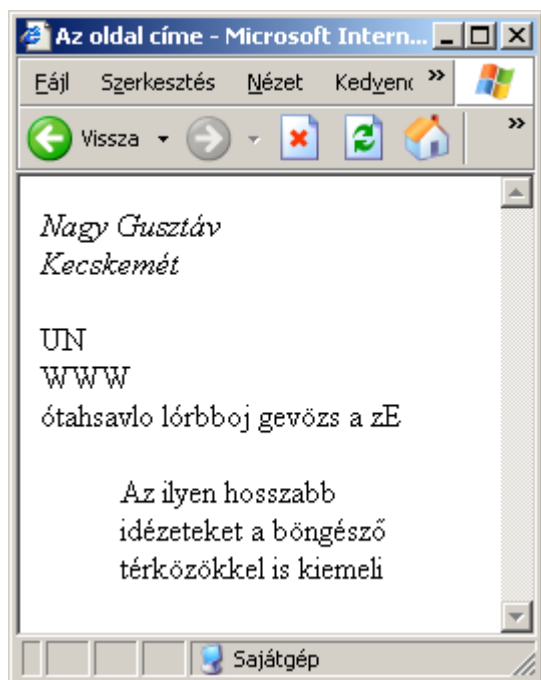 Az oldal címe - Microsoft Intern...
Fájl Szerkesztés Nézet Kedvenc »
Vissza »
Nagy Gusztáv
Kecskemét
UN
WWW
ótahsavlo lórbboj gevözs a zE
Az ilyen hosszabb
idézeteket a böngésző
térközökkel is kiemeli
Sajátgép